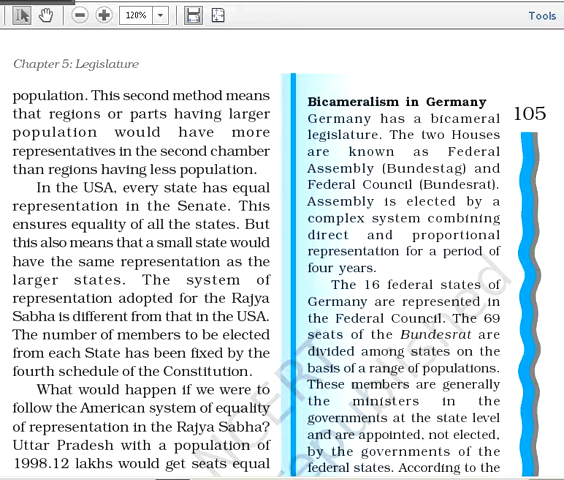 120%
Tools
Chapter 5: Legislature
population. This second method means
that regions or parts having larger
population would have more
representatives in the second chamber
than regions having less population.
In the USA, every state has equal
representation in the Senate. This
ensures equality of all the states. But
this also means that a small state would
have the same representation as the
larger states. The system of
representation adopted for the Rajya
Sabha is different from that in the USA.
The number of members to be elected
from each State has been fixed by the
fourth schedule of the Constitution.
What would happen if we were to
follow the American system of equality
of representation in the Rajya Sabha?
Uttar Pradesh with a population of
1998.12 lakhs would get seats equal
Bicameralism in Germany
Germany has a bicameral
legislature. The two Houses
are known as Federal
Assembly (Bundestag) and
Federal Council (Bundesrat).
Assembly is elected by a
complex system combining
direct and proportional
representation for a period of
four years.
The 16 federal states of
Germany are represented in
the Federal Council. The 69
seats of the Bundesrat are
divided among states on the
basis of a range of populations.
These members are generally
the ministers in the
governments at the state level
and are appointed, not elected,
by the governments of the
federal states. According to the
105
NCERT
republished